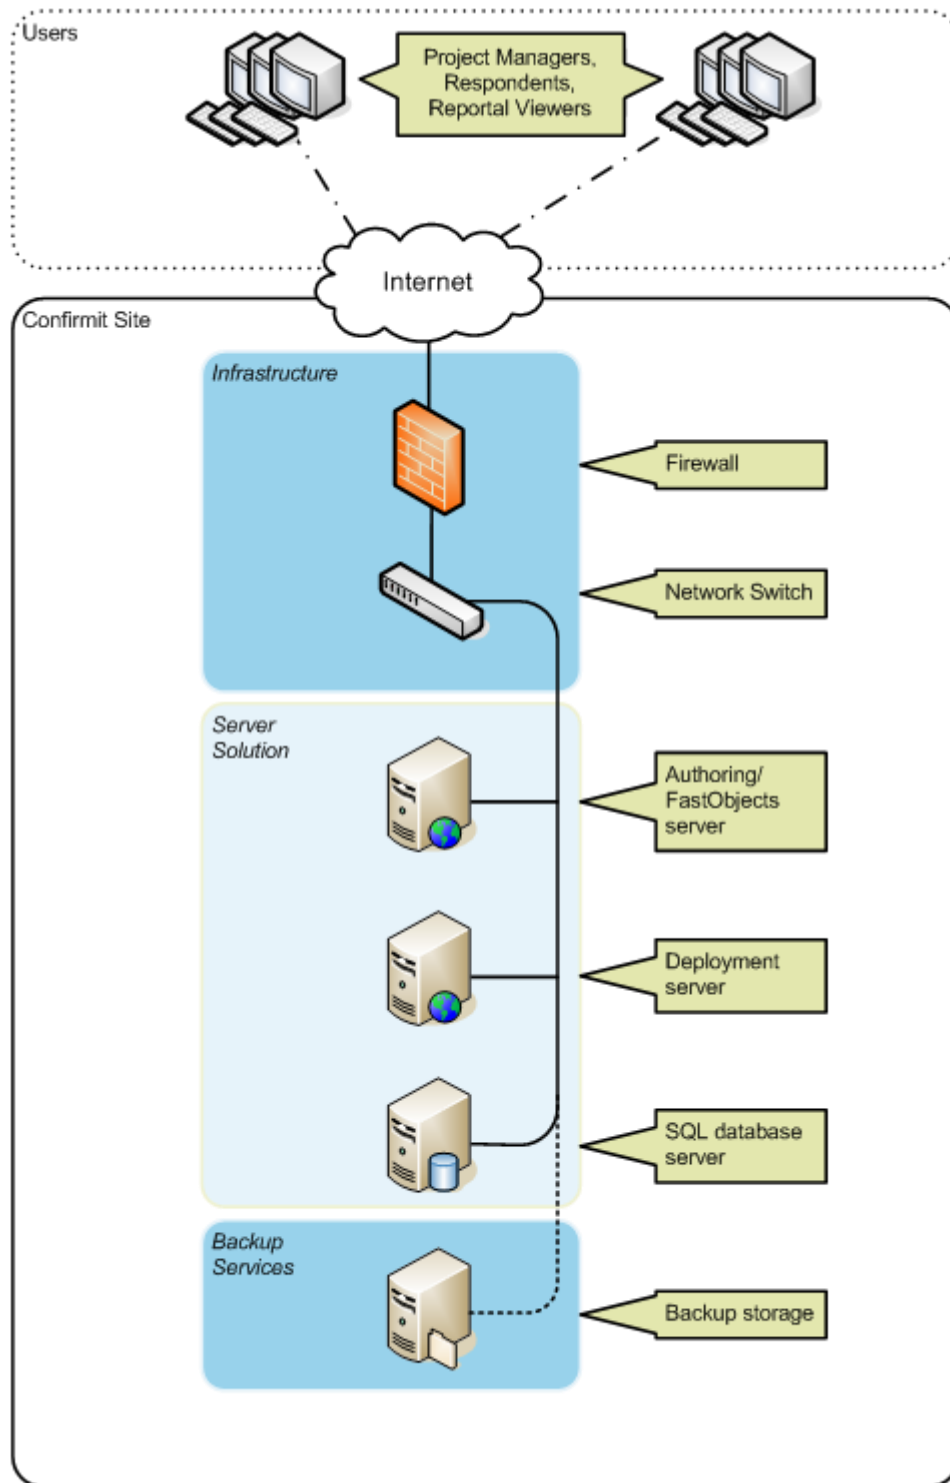 Users
Project Managers,
Respondents,
Reportal Viewers
Internet
Confirmit Site
Infrastructure
Firewall
Network Switch
Server
Solution
Authoring/
FastObjects
server
Deployment
server
SQL database
server
Backup
Services
Backup storage